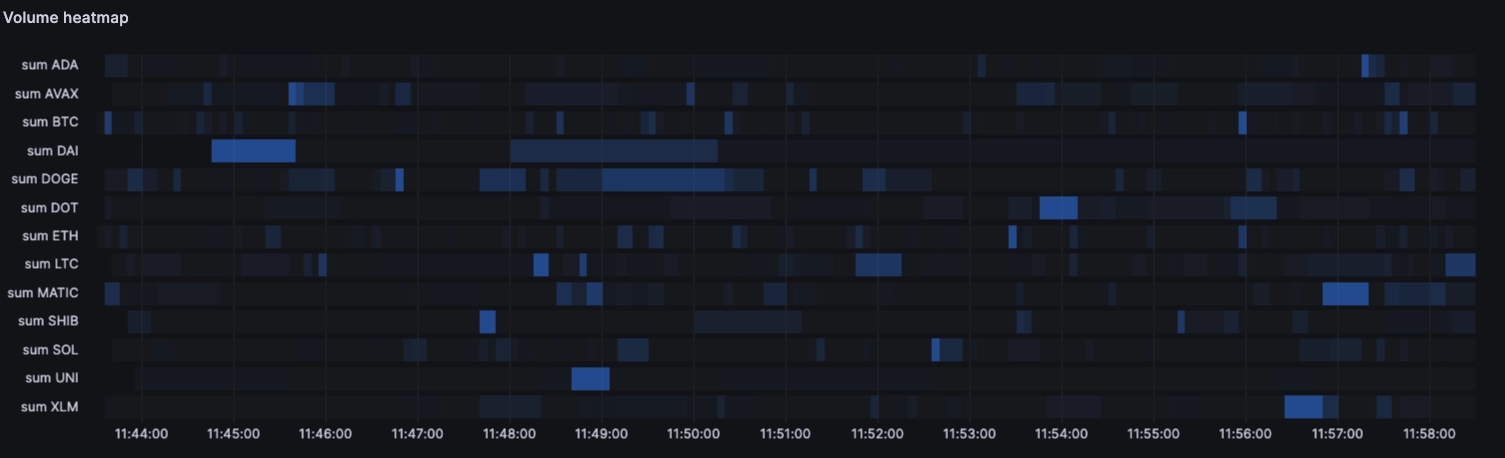 Volume heatmap
sum ADA
sum AVAX
sum BTC
sum DAI
sum DOGE
sum DOT
sum ETH
sum LTC
sum MATIC
sum SHIB
sum SOL
sum UNI
sum XLM
11:44:00 11:45:00 11:46:00 11:47:00 11:48:00 11:49:00 11:50:00 11:51:00 11:52:00 11:53:00 11:54:00 11:55:00 11:56:00 11:57:00 11:58:00